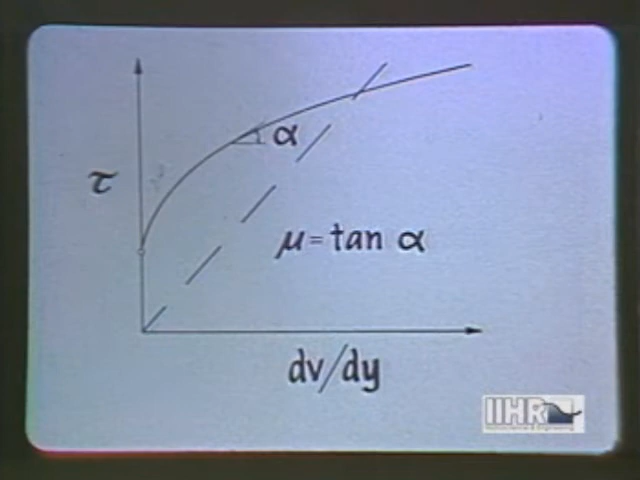 τ
α
μ = tan α
dv/dy
IIHR